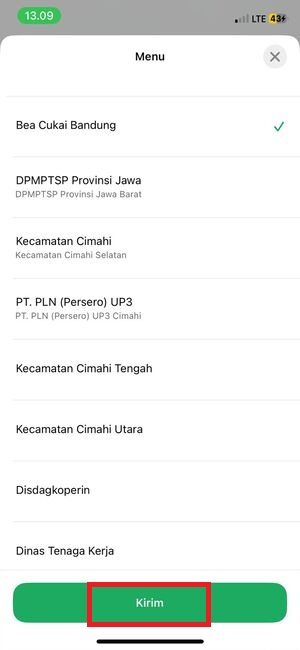 13.09
LTE 43
Menu
Bea Cukai Bandung
DPMPTSP Provinsi Jawa
DPMPTSP Provinsi Jawa Barat
Kecamatan Cimahi
Kecamatan Cimahi Selatan
PT. PLN (Persero) UP3
PT. PLN (Persero) UP3 Cimahi
Kecamatan Cimahi Tengah
Kecamatan Cimahi Utara
Disdagkoperin
Dinas Tenaga Kerja
Kirim